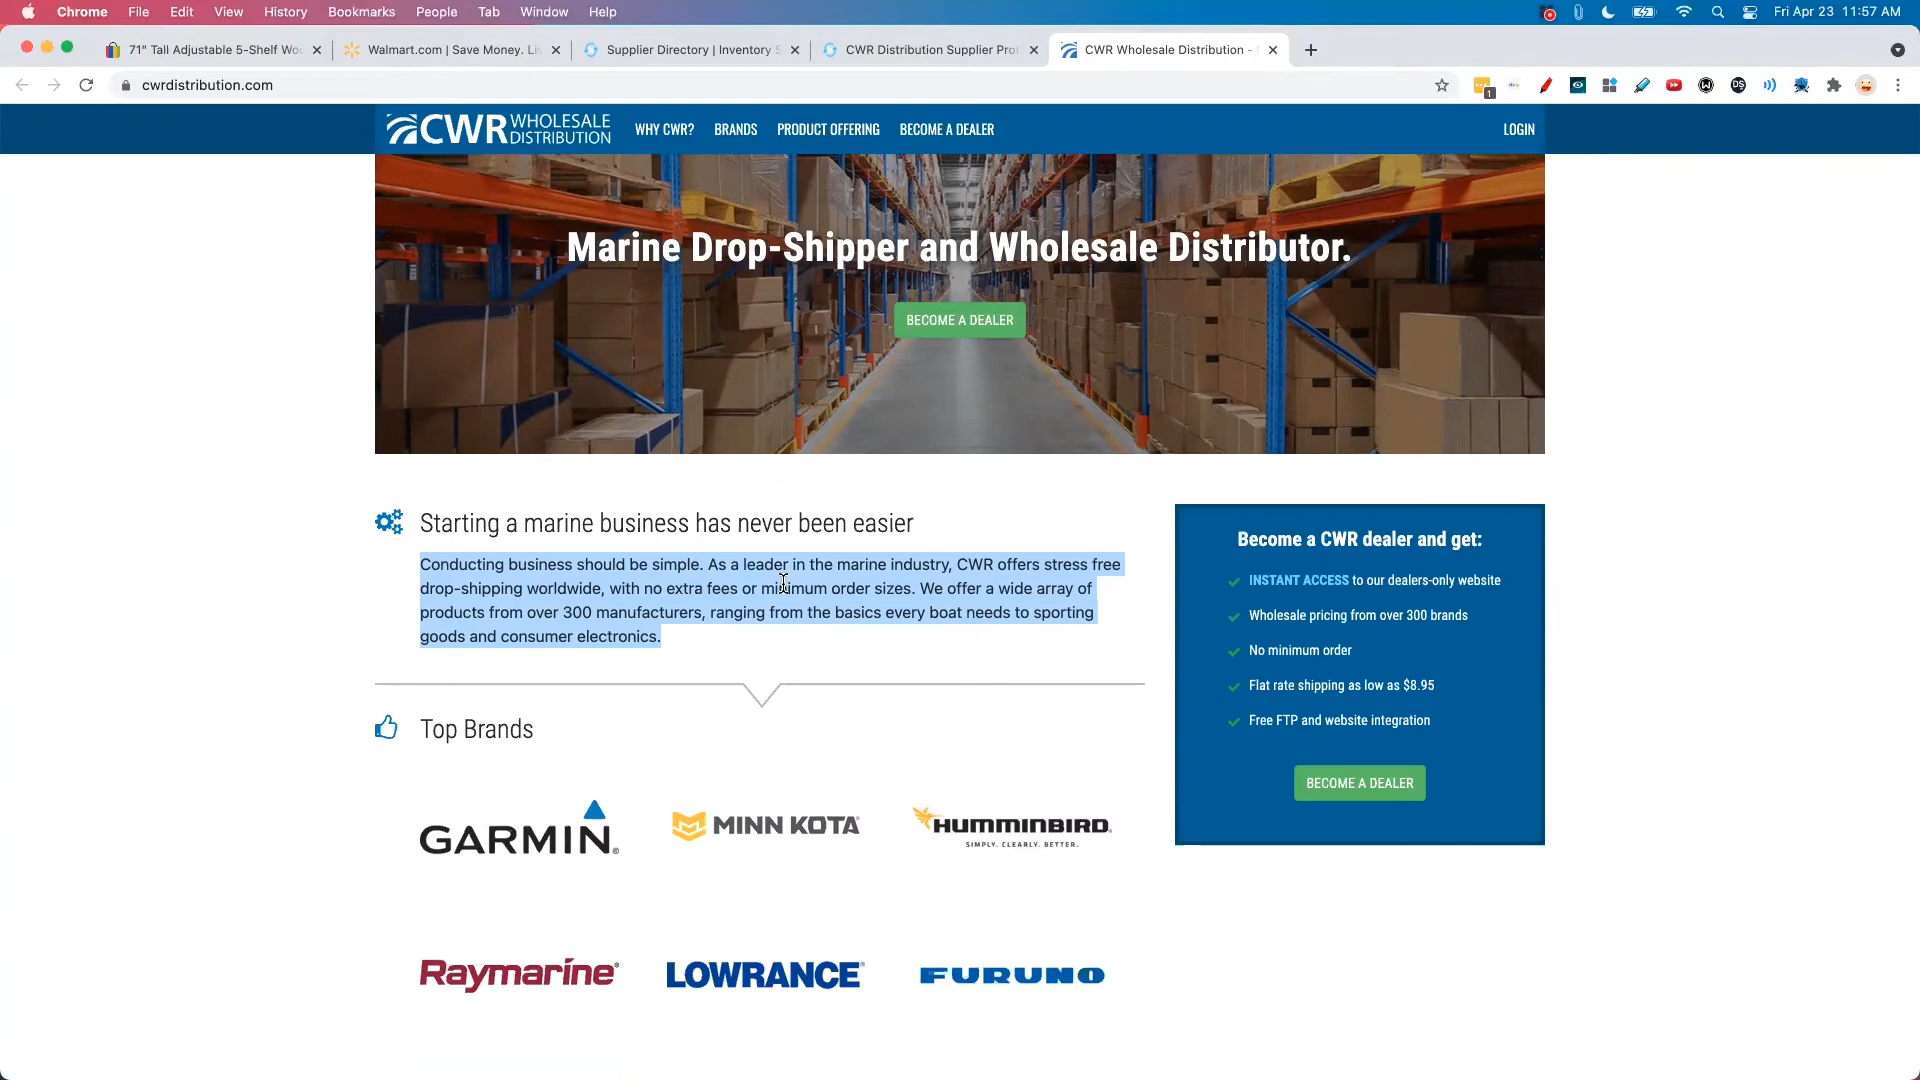 Chrome File Edit View History Bookmarks People Tab Window Help Fri Apr 23 11:57 AM
71" Tall Adjustable 5-Shelf Woo
Walmart.com | Save Money. Liv
Supplier Directory | Inventory S
CWR Distribution Supplier Pro
CWR Wholesale Distribution -
cwrdistribution.com
1
CWR WHOLESALE DISTRIBUTION WHY CWR? BRANDS PRODUCT OFFERING BECOME A DEALER LOGIN
Marine Drop-Shipper and Wholesale Distributor.
BECOME A DEALER
Starting a marine business has never been easier
Conducting business should be simple. As a leader in the marine industry, CWR offers stress free
drop-shipping worldwide, with no extra fees or minimum order sizes. We offer a wide array of
products from over 300 manufacturers, ranging from the basics every boat needs to sporting
goods and consumer electronics.
Become a CWR dealer and get:
INSTANT ACCESS to our dealers-only website
Wholesale pricing from over 300 brands
No minimum order
Flat rate shipping as low as $8.95
Free FTP and website integration
BECOME A DEALER
Top Brands
GARMIN
MINN KOTA
HUMMINBIRD
SIMPLY. CLEARLY. BETTER.
Raymarine
LOWRANCE
FURUNO